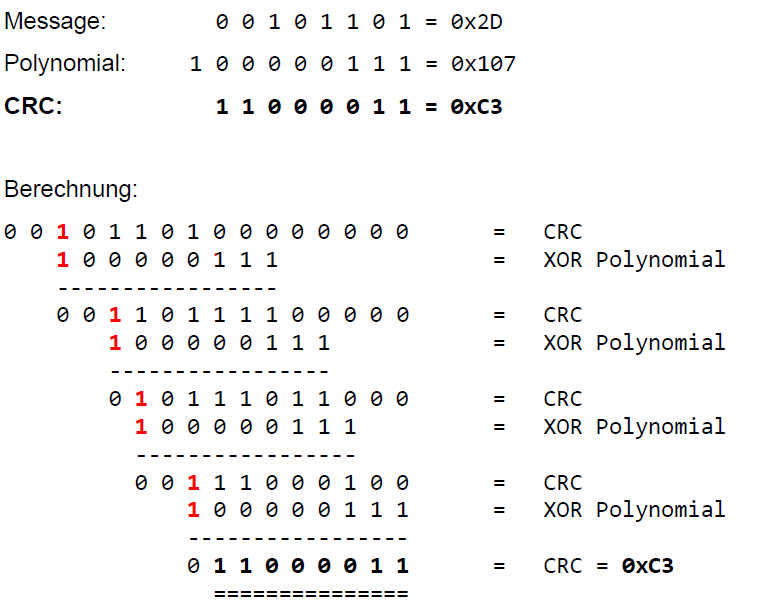 Message: 0 0 1 0 1 1 0 1 = 0x2D
Polynomial: 1 0 0 0 0 0 1 1 1 = 0x107
CRC: 1 1 0 0 0 0 1 1 = 0xC3
Berechnung:
0 0 1 0 1 1 0 1 0 0 0 0 0 0 0 0 = CRC
1 0 0 0 0 0 1 1 1 = XOR Polynomial
-----------------
0 0 1 1 0 1 1 1 1 0 0 0 0 0 = CRC
1 0 0 0 0 0 1 1 1 = XOR Polynomial
-----------------
0 1 0 1 1 1 0 1 1 0 0 0 = CRC
1 0 0 0 0 0 1 1 1 = XOR Polynomial
-----------------
0 0 1 1 1 0 0 0 1 0 0 = CRC
1 0 0 0 0 0 1 1 1 = XOR Polynomial
-----------------
0 1 1 0 0 0 0 1 1 = CRC = 0xC3
===============